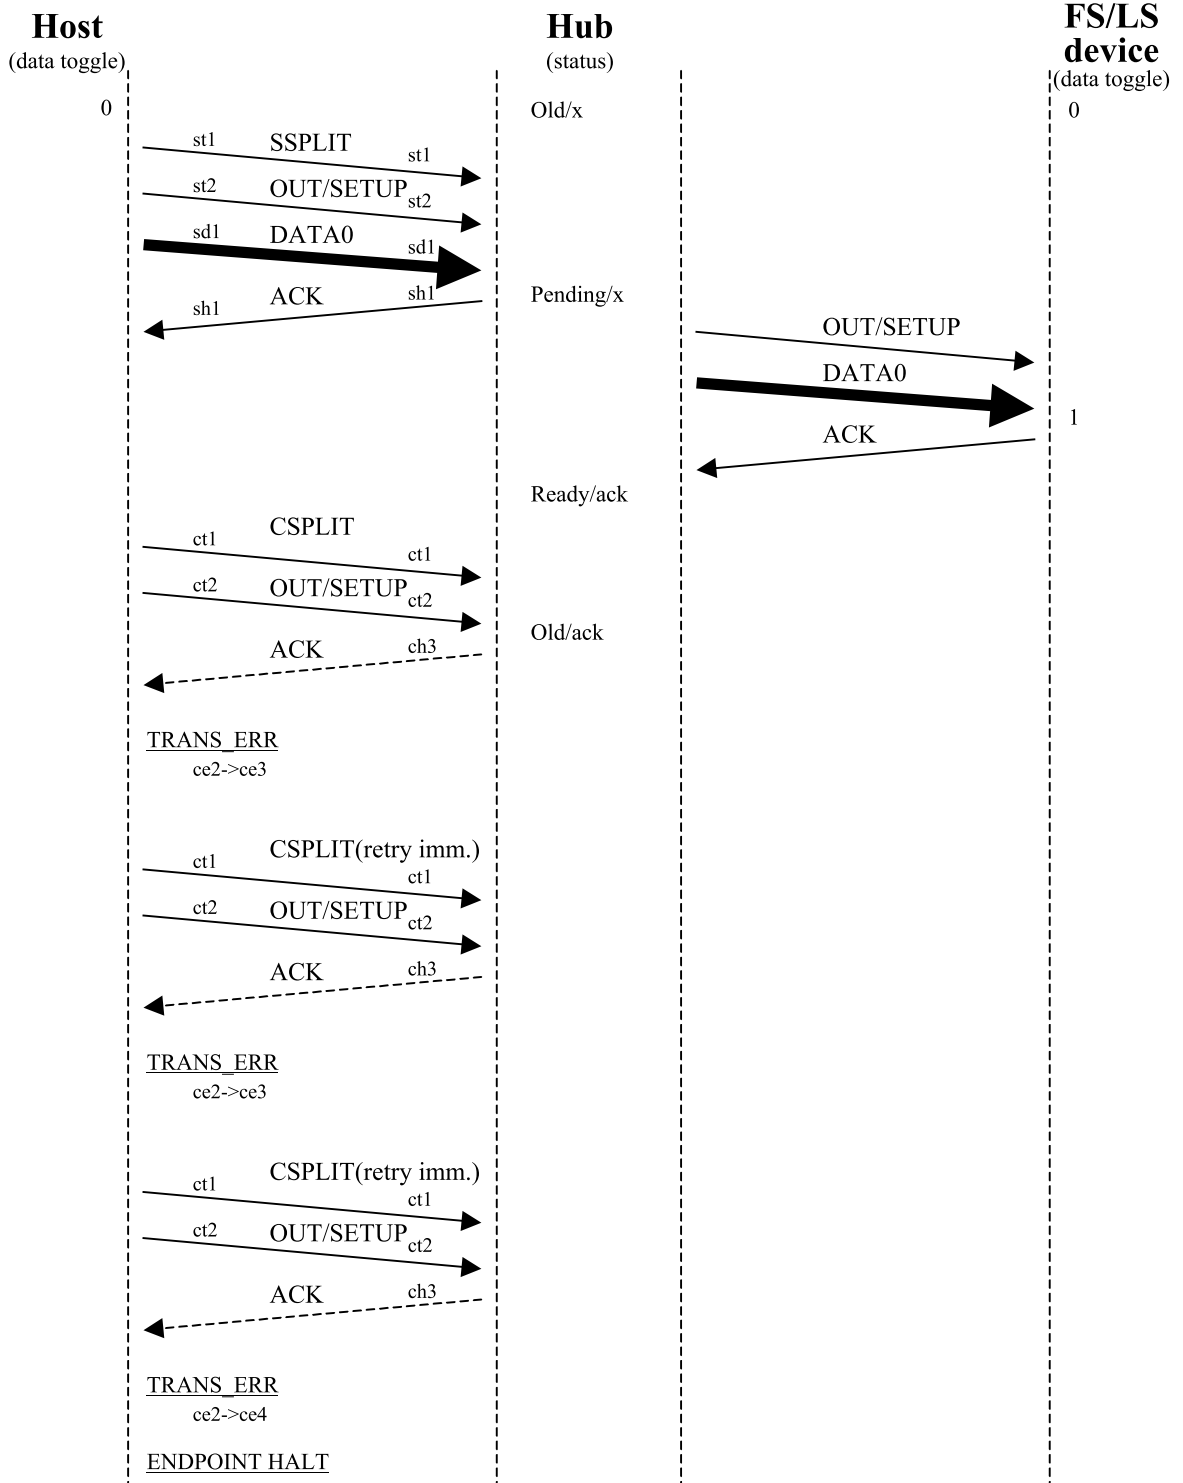 Host
(data toggle)
Hub
(status)
FS/LS
device
(data toggle)
0
Old/x
0
st1 SSPLIT st1
st2 OUT/SETUP st2
sd1 DATA0 sd1
ACK sh1
sh1
Pending/x
OUT/SETUP
DATA0
1
ACK
Ready/ack
CSPLIT
ct1 ct1
ct2 OUT/SETUP ct2
Old/ack
ACK ch3
TRANS_ERR
ce2->ce3
CSPLIT(retry imm.)
ct1 ct1
ct2 OUT/SETUP ct2
ACK ch3
TRANS_ERR
ce2->ce3
CSPLIT(retry imm.)
ct1 ct1
ct2 OUT/SETUP ct2
ACK ch3
TRANS_ERR
ce2->ce4
ENDPOINT HALT